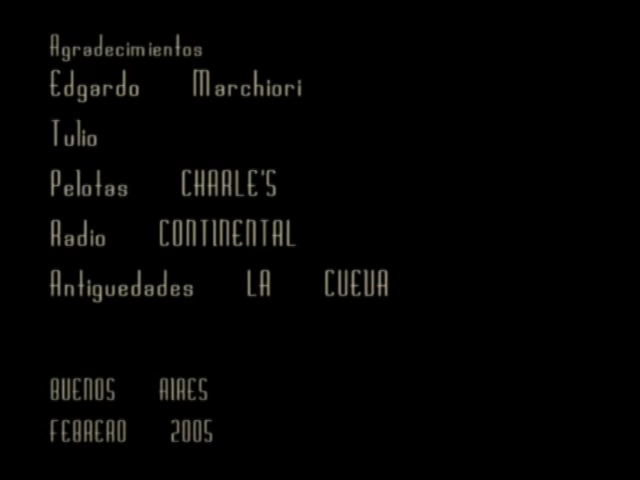 Agradecimientos
Edgardo Marchiori
Tulio
Pelotas CHARLE'S
Radio CONTINENTAL
Antiguedades LA CUEVA
BUENOS AIRES
FEBRERO 2005